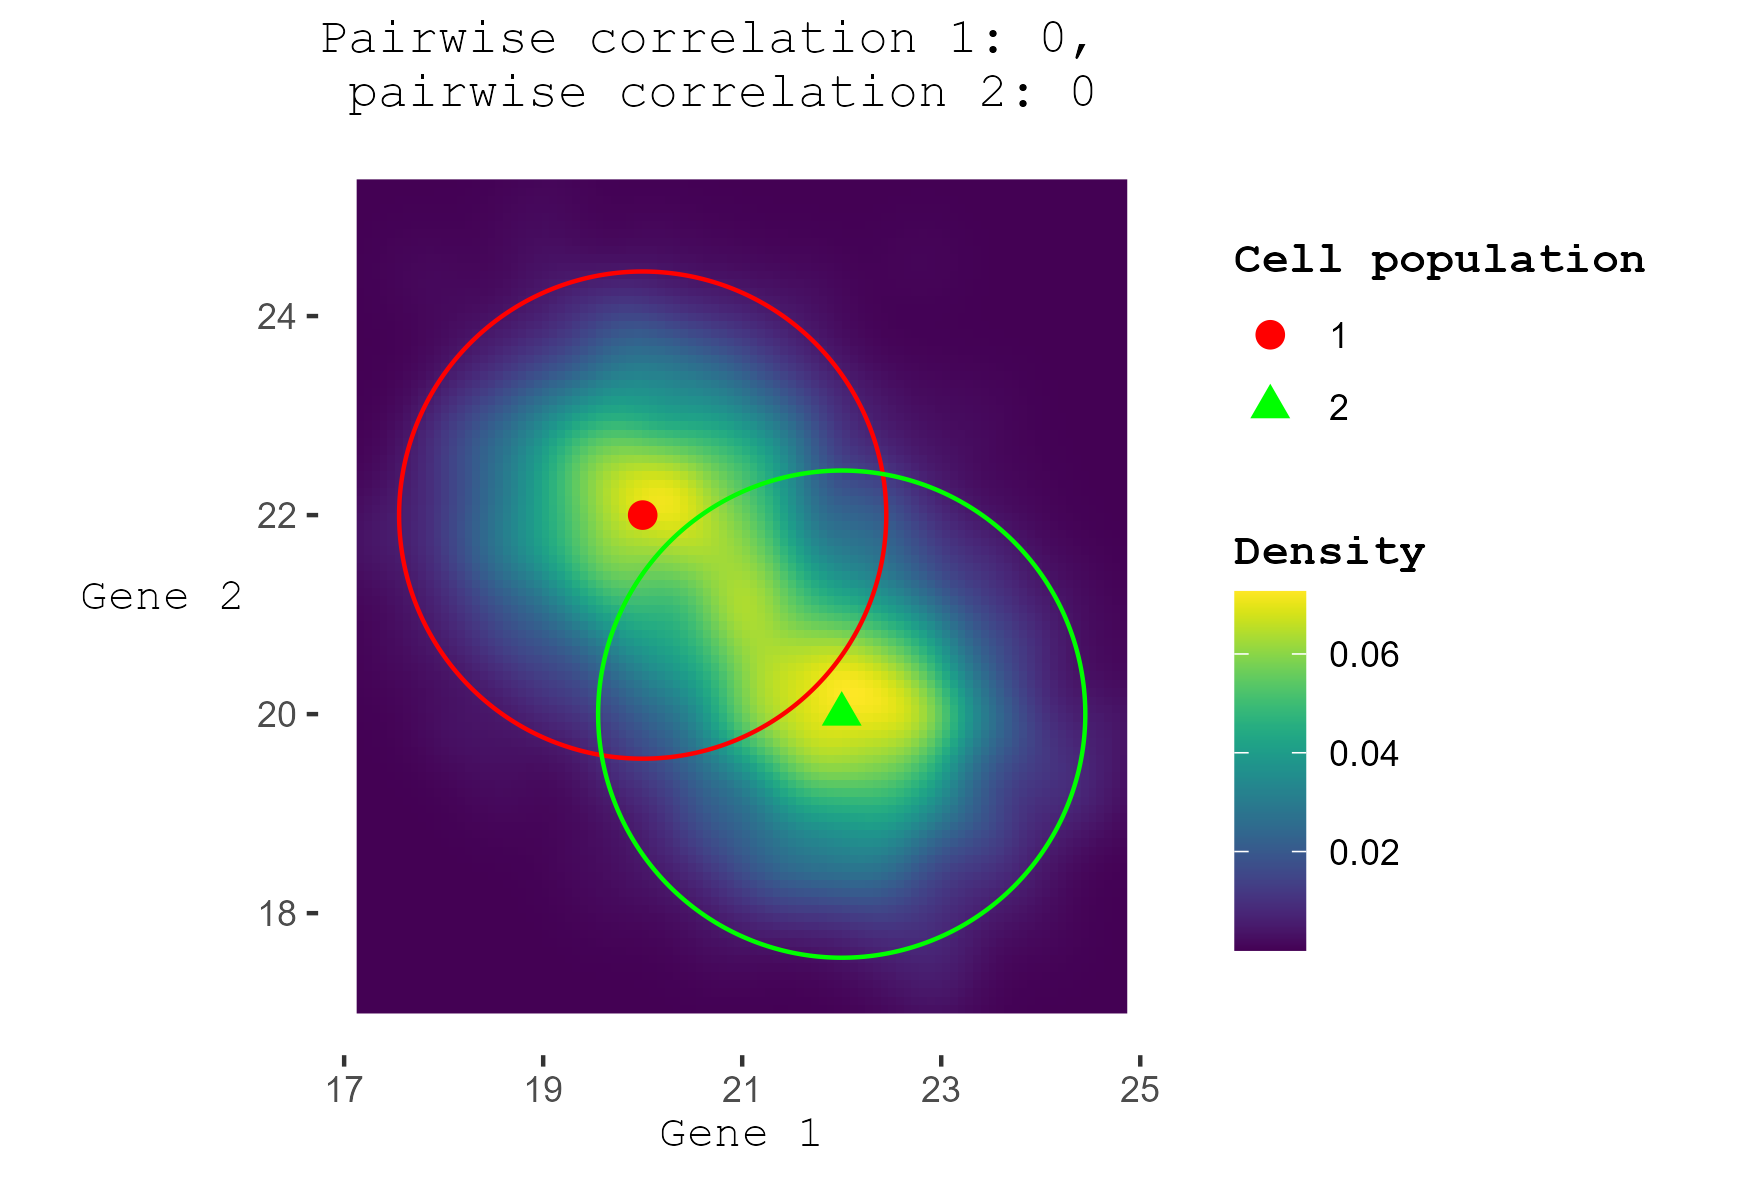 Pairwise correlation 1: 0,
pairwise correlation 2: 0
Cell population
1
2
Density
0.06
0.04
0.02
Gene 2
24
22
20
18
17 19 21 23 25
Gene 1